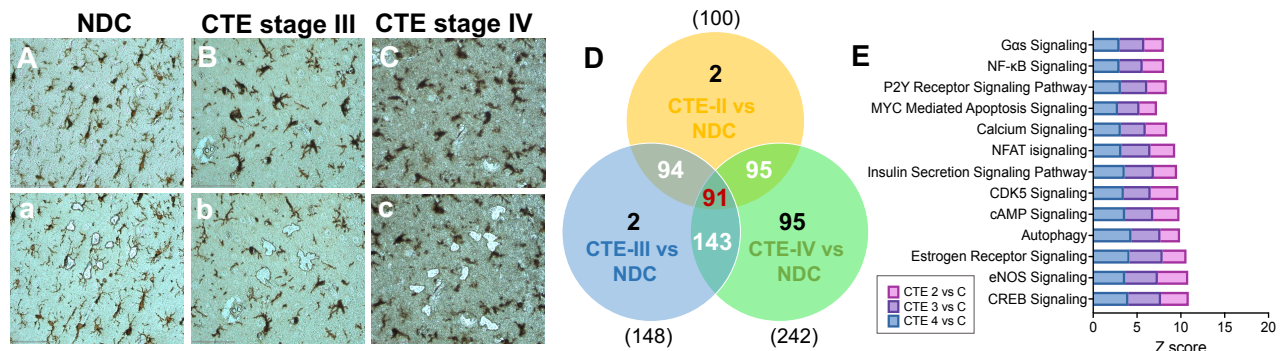 NDC
CTE stage III
CTE stage IV
A
B
C
a
b
c
D
(100)
2
CTE-II vs
NDC
94
95
91
2
CTE-III vs
NDC
143
95
CTE-IV vs
NDC
(148)
(242)
E
Gαs Signaling
NF-κB Signaling
P2Y Receptor Signaling Pathway
MYC Mediated Apoptosis Signaling
Calcium Signaling
NFAT isignaling
Insulin Secretion Signaling Pathway
CDK5 Signaling
cAMP Signaling
Autophagy
Estrogen Receptor Signaling
eNOS Signaling
CREB Signaling
CTE 2 vs C
CTE 3 vs C
CTE 4 vs C
0 5 10 15 20
Z score